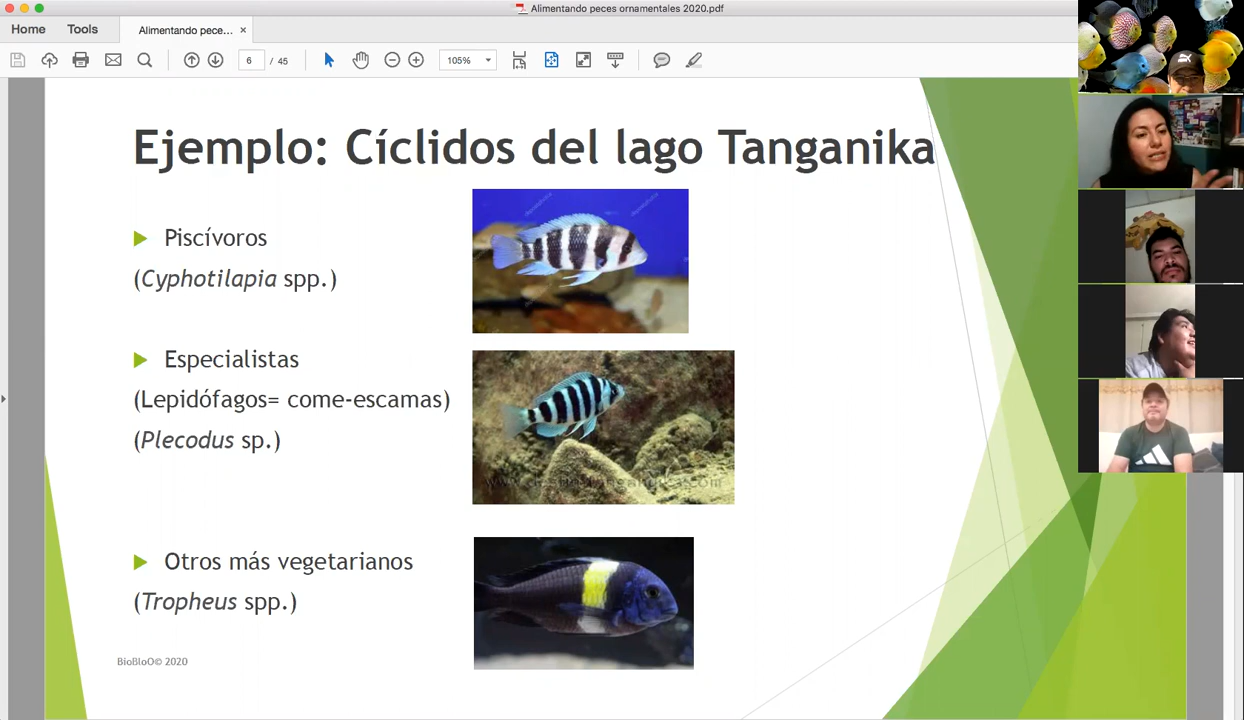 Alimentando peces ornamentales 2020.pdf
Home
Tools
Alimentando pece... ×
6 / 45
105%
Ejemplo: Cíclidos del lago Tanganika
Piscívoros
(Cyphotilapia spp.)
Especialistas
(Lepidófagos= come-escamas)
(Plecodus sp.)
Otros más vegetarianos
(Tropheus spp.)
BioBloO© 2020